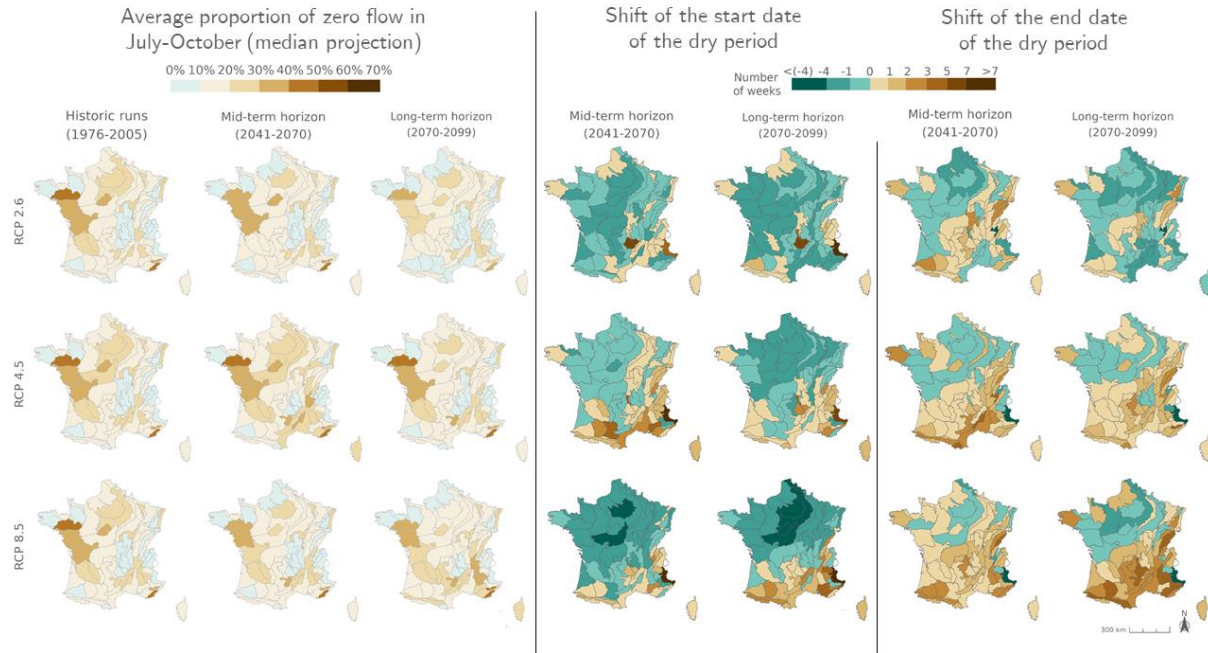 Average proportion of zero flow in
July-October (median projection)
0% 10% 20% 30% 40% 50% 60% 70%
Shift of the start date
of the dry period
Shift of the end date
of the dry period
Number
of weeks
<(-4) -4 -1 0 1 2 3 5 7 >7
Historic runs
(1976-2005)
Mid-term horizon
(2041-2070)
Long-term horizon
(2070-2099)
Mid-term horizon
(2041-2070)
Long-term horizon
(2070-2099)
Mid-term horizon
(2041-2070)
Long-term horizon
(2070-2099)
RCP 2.6
RCP 4.5
RCP 8.5
300 km
N